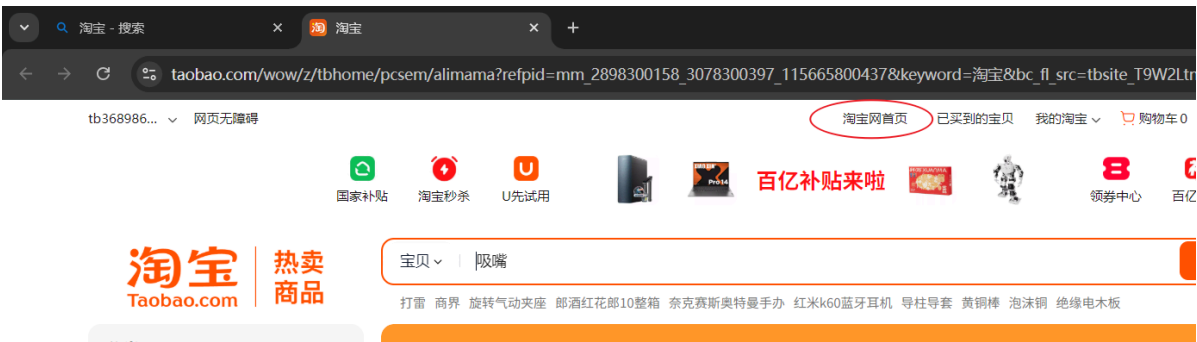 淘宝 - 搜索
淘 淘宝
taobao.com/wow/z/tbhome/pcsem/alimama?refpid=mm_2898300158_3078300397_115665800437&keyword=淘宝&bc_fl_src=tbsite_T9W2Ltm
tb368986... 网页无障碍 淘宝网首页 已买到的宝贝 我的淘宝 购物车 0
Pro14 百亿补贴来啦
国家补贴 淘宝秒杀 U先试用 领券中心 百亿
淘宝 热卖 宝贝 吸嘴
Taobao.com 商品
打雷 商界 旋转气动夹座 郎酒红花郎10整箱 奈克赛斯奥特曼手办 红米k60蓝牙耳机 导柱导套 黄铜棒 泡沫铜 绝缘电木板